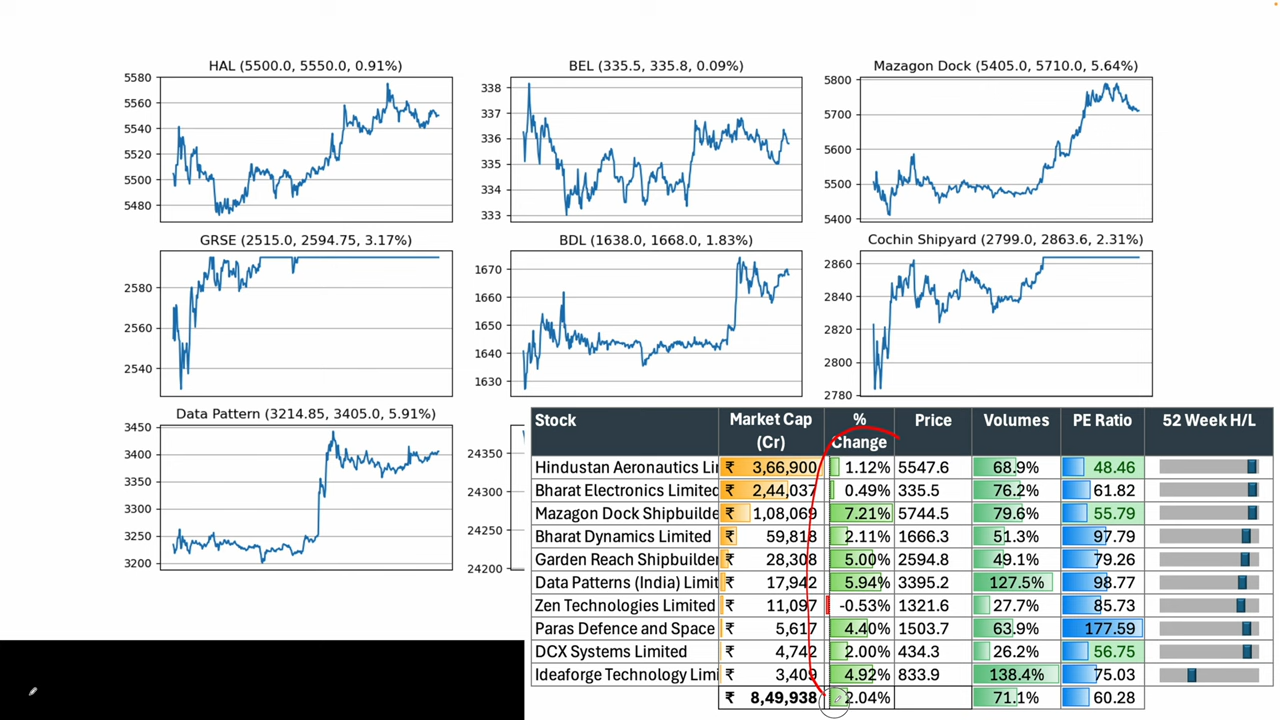 HAL (5500.0, 5550.0, 0.91%)
5580
5560
5540
5520
5500
5480
BEL (335.5, 335.8, 0.09%)
338
337
336
335
334
333
Mazagon Dock (5405.0, 5710.0, 5.64%)
5800
5700
5600
5500
5400
GRSE (2515.0, 2594.75, 3.17%)
2580
2560
2540
BDL (1638.0, 1668.0, 1.83%)
1670
1660
1650
1640
1630
Cochin Shipyard (2799.0, 2863.6, 2.31%)
2860
2840
2820
2800
2780
Data Pattern (3214.85, 3405.0, 5.91%)
3450
3400
3350
3300
3250
3200
24350
24300
24250
24200
Stock Market Cap (Cr) % Change Price Volumes PE Ratio 52 Week H/L
Hindustan Aeronautics Lir ₹ 3,66,900 1.12% 5547.6 68.9% 48.46
Bharat Electronics Limited ₹ 2,44,037 0.49% 335.5 76.2% 61.82
Mazagon Dock Shipbuilde ₹ 1,08,069 7.21% 5744.5 79.6% 55.79
Bharat Dynamics Limited ₹ 59,818 2.11% 1666.3 51.3% 97.79
Garden Reach Shipbuilder ₹ 28,308 5.00% 2594.8 49.1% 79.26
Data Patterns (India) Limit ₹ 17,942 5.94% 3395.2 127.5% 98.77
Zen Technologies Limited ₹ 11,097 -0.53% 1321.6 27.7% 85.73
Paras Defence and Space ₹ 5,617 4.40% 1503.7 63.9% 177.59
DCX Systems Limited ₹ 4,742 2.00% 434.3 26.2% 56.75
Ideaforge Technology Limi ₹ 3,409 4.92% 833.9 138.4% 75.03
₹ 8,49,938 2.04% 71.1% 60.28